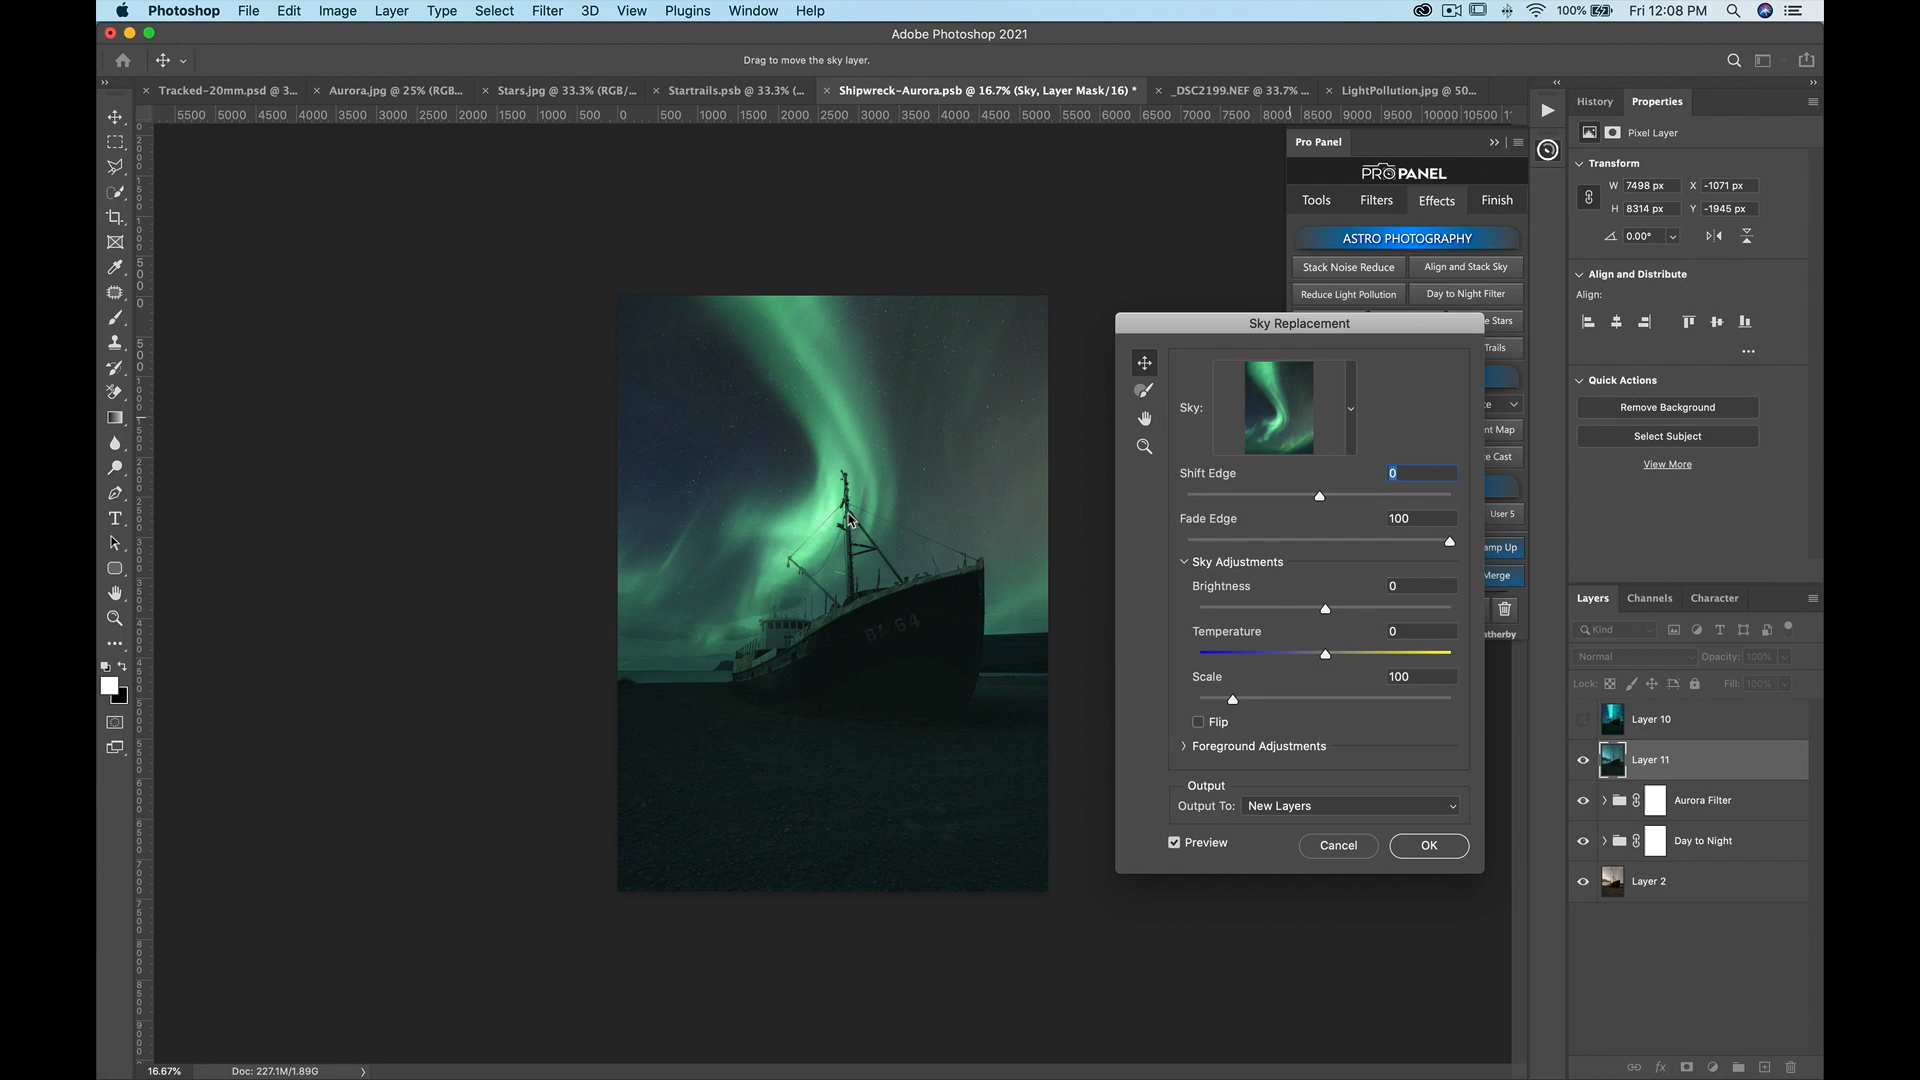 Photoshop File Edit Image Layer Type Select Filter 3D View Plugins Window Help 100% Fri 12:08 PM
Adobe Photoshop 2021
Drag to move the sky layer.
Tracked-20mm.psd @ 3... Aurora.jpg @ 25% (RGB... Stars.jpg @ 33.3% (RGB/... Startrails.psb @ 33.3% (... Shipwreck-Aurora.psb @ 16.7% (Sky, Layer Mask/16) * _DSC2199.NEF @ 33.7% ... LightPollution.jpg @ 50...
5500 5000 4500 4000 3500 3000 2500 2000 1500 1000 500 0 500 1000 1500 2000 2500 3000 3500 4000 4500 5000 5500 6000 6500 7000 7500 8000 8500 9000 9500 10000 10500
Pro Panel
PROPANEL
Tools Filters Effects Finish
ASTRO PHOTOGRAPHY
Stack Noise Reduce Align and Stack Sky
Reduce Light Pollution Day to Night Filter
e Stars
Trails
te
nt Map
ce Cast
User 5
amp Up
Merge
atherby
BA 64
Sky Replacement
Sky:
Shift Edge 0
Fade Edge 100
Sky Adjustments
Brightness 0
Temperature 0
Scale 100
Flip
Foreground Adjustments
Output
Output To: New Layers
Preview Cancel OK
History Properties
Pixel Layer
Transform
W 7498 px X -1071 px
H 8314 px Y -1945 px
0.00°
Align and Distribute
Align:
Quick Actions
Remove Background
Select Subject
View More
Layers Channels Character
Kind
Normal Opacity: 100%
Lock: Fill: 100%
Layer 10
Layer 11
Aurora Filter
Day to Night
Layer 2
16.67% Doc: 227.1M/1.89G